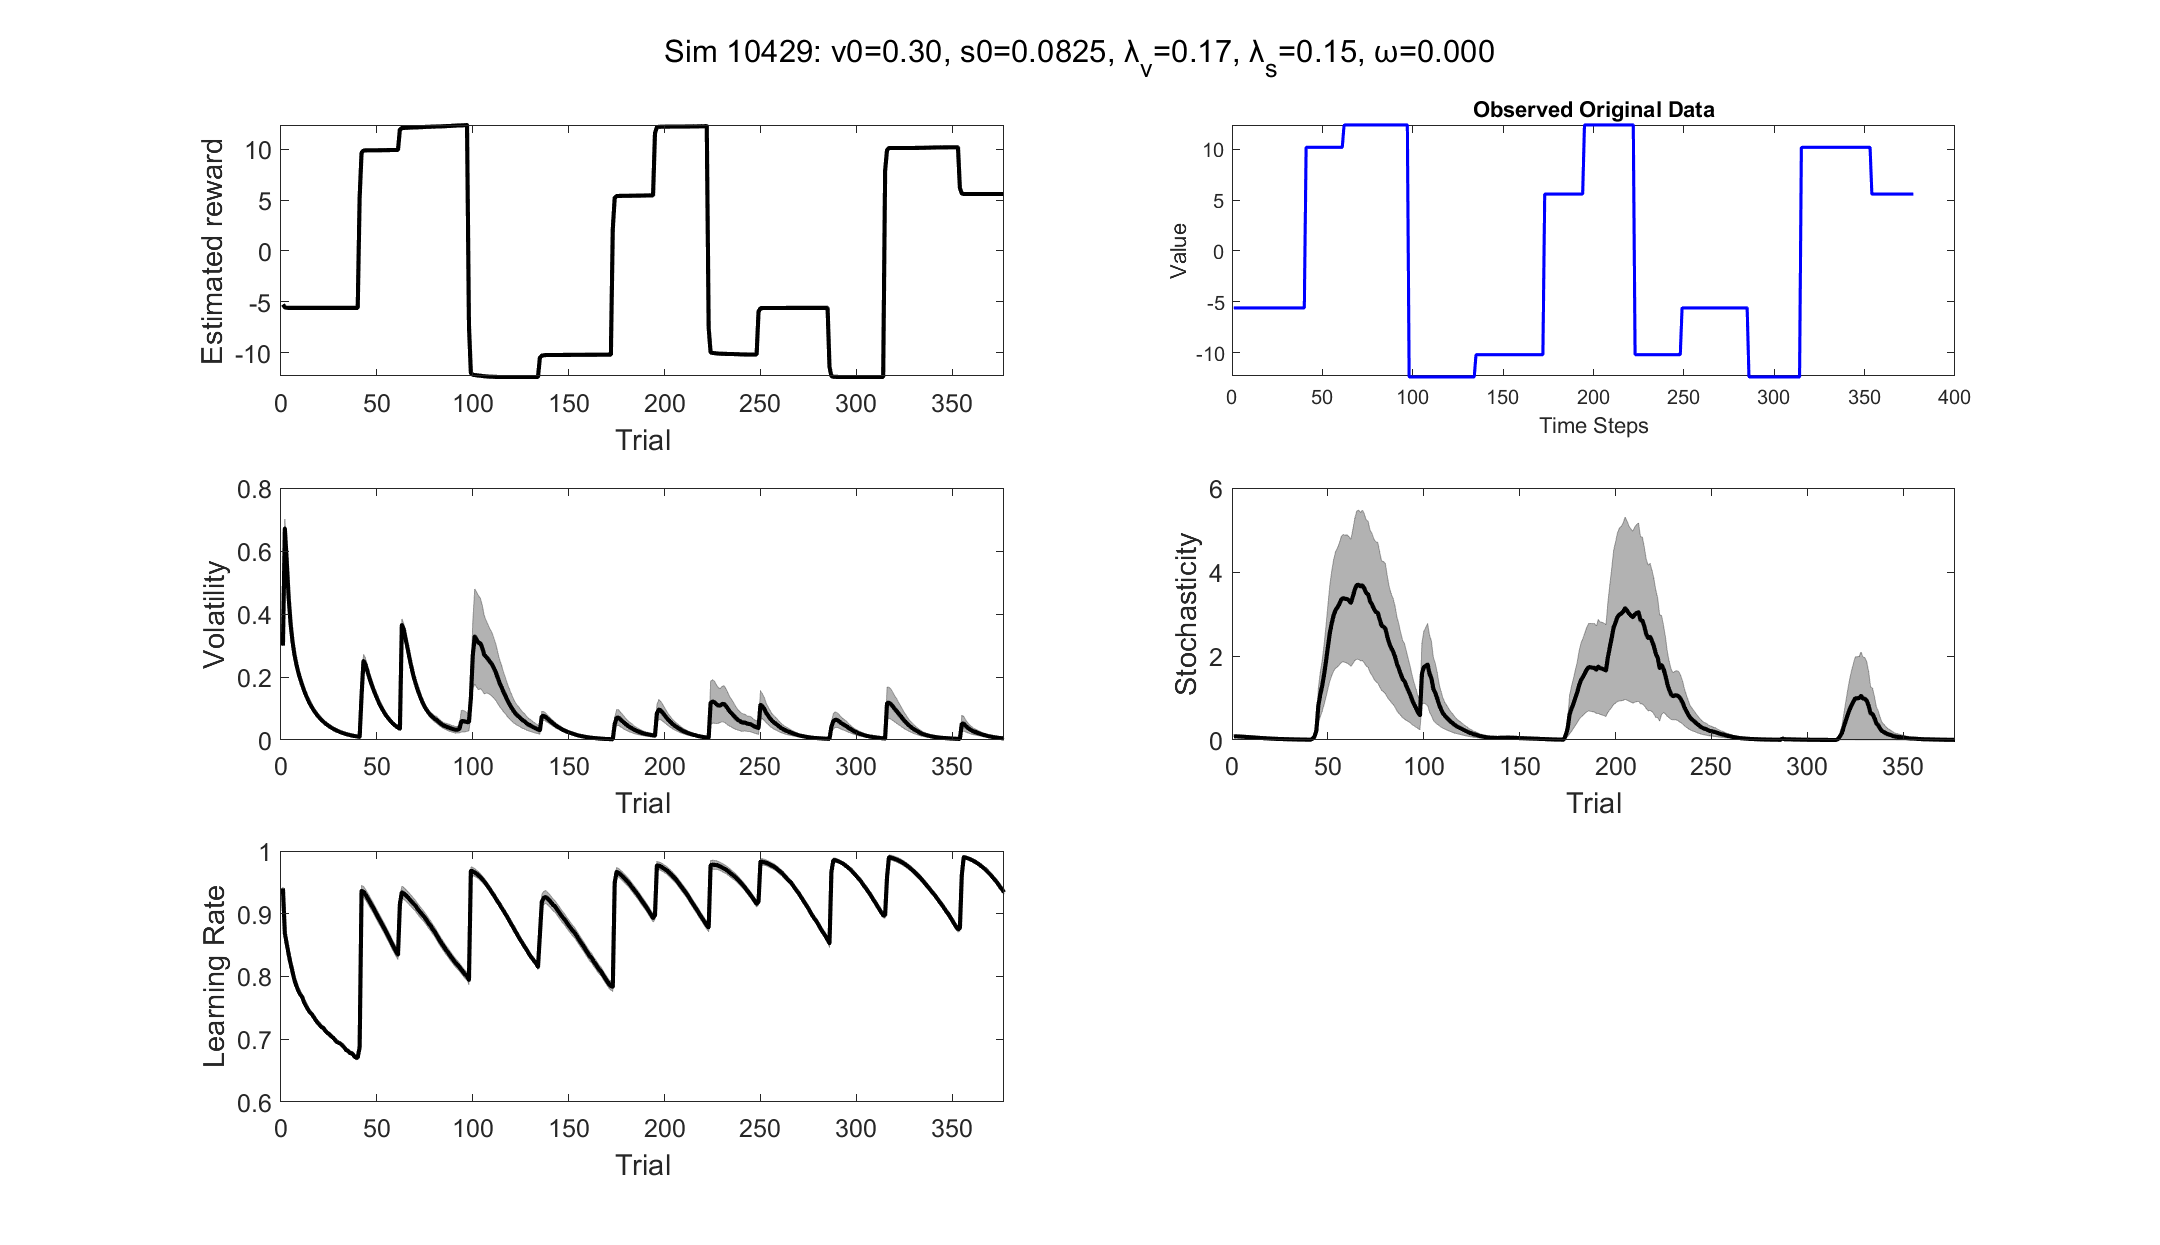 Sim 10429: v0=0.30, s0=0.0825, λ_v=0.17, λ_s=0.15, ω=0.000
Estimated reward
10
5
0
-5
-10
0 50 100 150 200 250 300 350
Trial
Observed Original Data
Value
10
5
0
-5
-10
0 50 100 150 200 250 300 350 400
Time Steps
Volatility
0.8
0.6
0.4
0.2
0
0 50 100 150 200 250 300 350
Trial
Stochasticity
6
4
2
0
0 50 100 150 200 250 300 350
Trial
Learning Rate
1
0.9
0.8
0.7
0.6
0 50 100 150 200 250 300 350
Trial